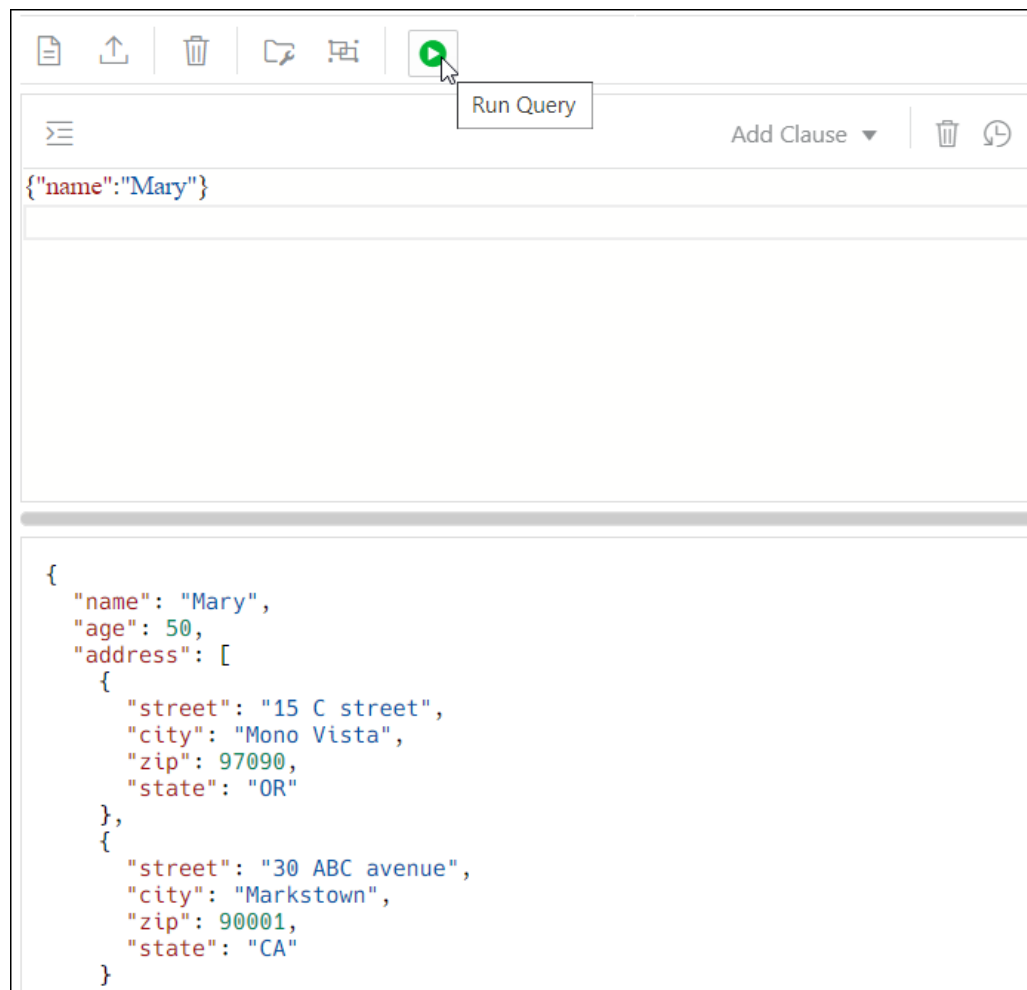 Run Query
Add Clause
{"name":"Mary"}
{
"name": "Mary",
"age": 50,
"address": [
{
"street": "15 C street",
"city": "Mono Vista",
"zip": 97090,
"state": "OR"
},
{
"street": "30 ABC avenue",
"city": "Markstown",
"zip": 90001,
"state": "CA"
}